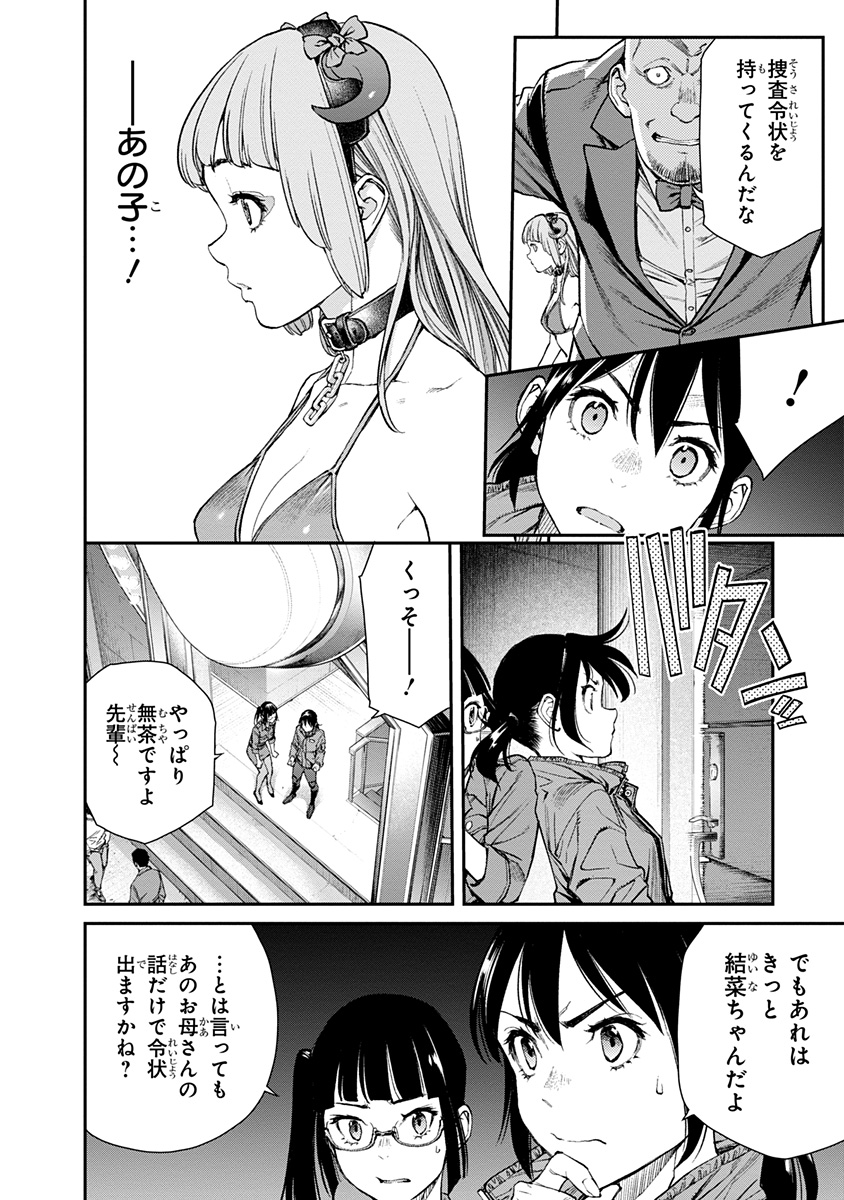 捜査令状を
持ってくるんだな
！
――あの子…！
バタンッ
くっそ――！
やっぱり
無茶ですよ
先輩～
でもあれは
きっと
結菜ちゃんだよ
…とは言っても
あのお母さんの
話だけで令状
出ますかね？